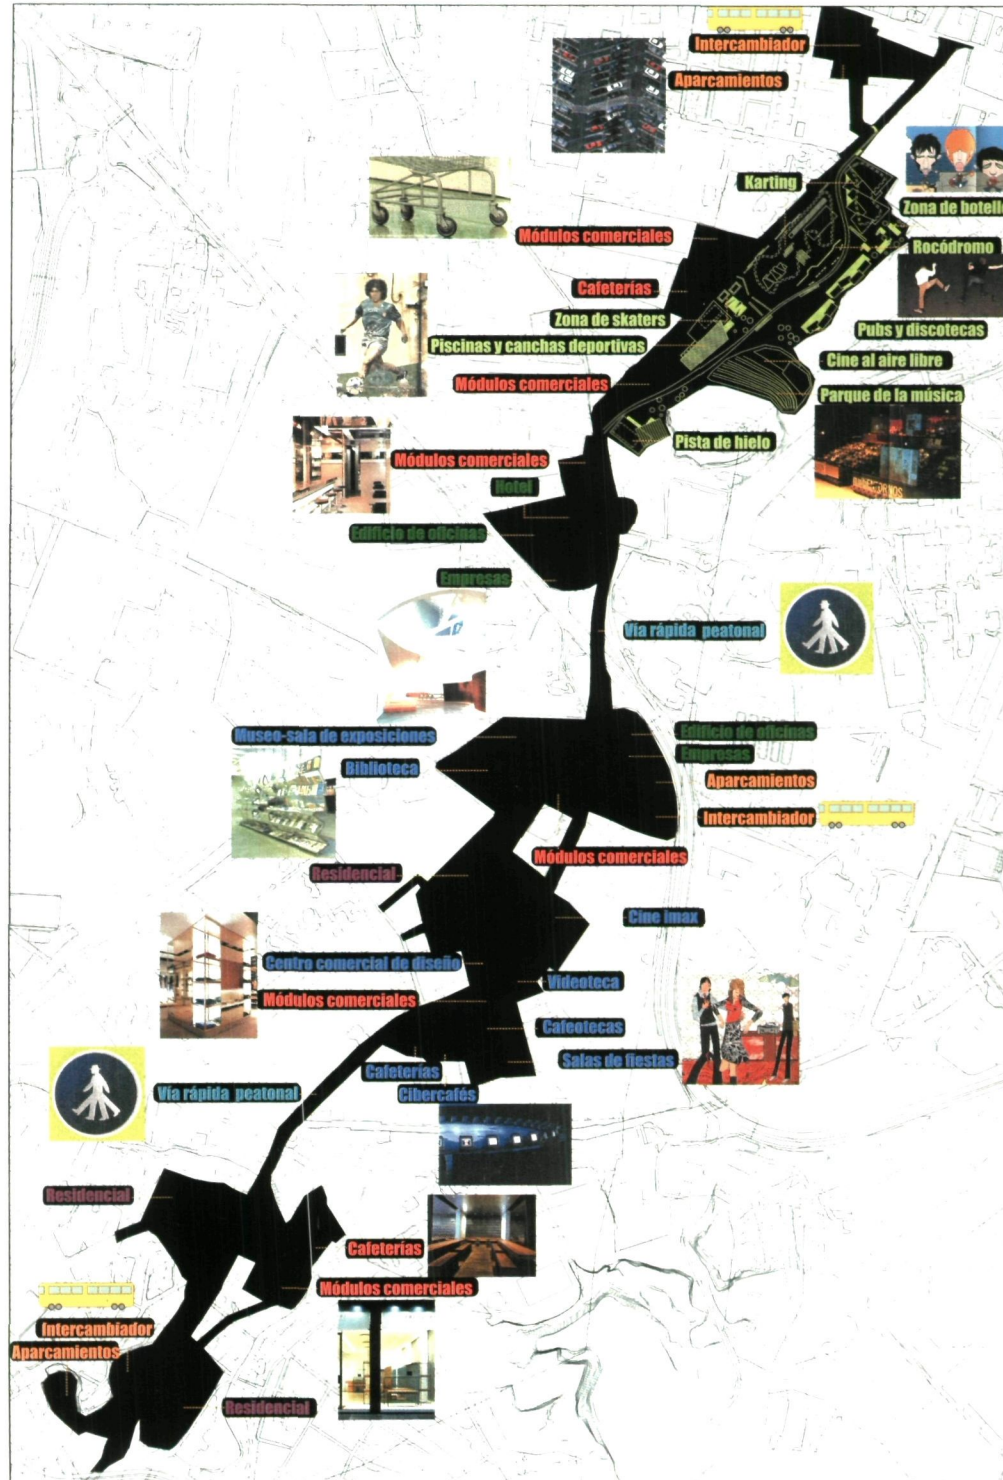 Intercambiador
Aparcamientos
Karting
Zona de botell
Módulos comerciales
Rocódromo
Cafeterías
Zona de skaters
Pubs y discotecas
Piscinas y canchas deportivas
Cine al aire libre
Módulos comerciales
Parque de la música
Pista de hielo
Módulos comerciales
Hotel
Edificio de oficinas
Empresas
Vía rápida peatonal
Museo-sala de exposiciones
Edificio de oficinas
Empresas
Biblioteca
Aparcamientos
Intercambiador
Módulos comerciales
Residencial
Cine imax
Centro comercial de diseño
Videoteca
Módulos comerciales
Cafeotecas
Salas de fiestas
Cafeterías
Cibercafés
Vía rápida peatonal
Residencial
Cafeterías
Módulos comerciales
Intercambiador
Aparcamientos
Residencial